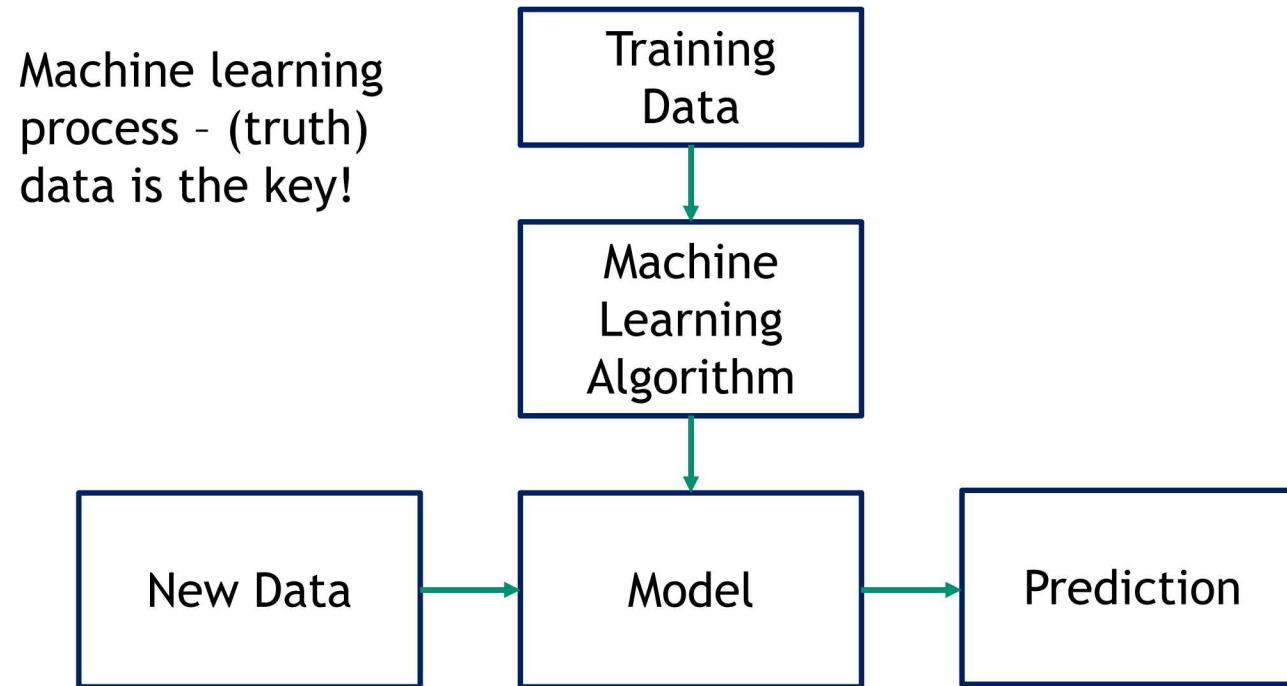 Machine learning
process – (truth)
data is the key!
Training
Data
Machine
Learning
Algorithm
New Data
Model
Prediction